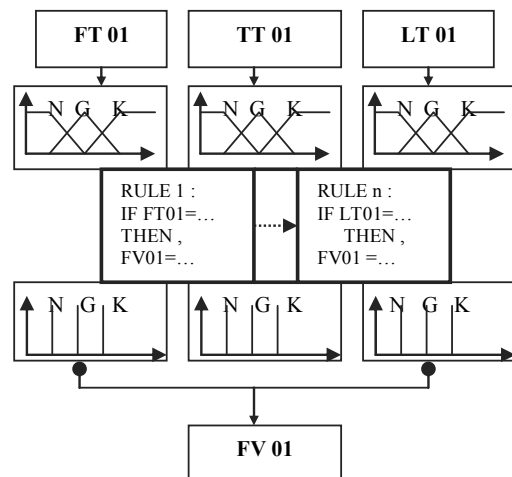 FT 01
TT 01
LT 01
N G K
N G K
N G K
RULE 1 :
IF FT01=...
THEN ,
FV01=...
RULE n :
IF LT01=...
THEN ,
FV01 =...
N G K
N G K
N G K
FV 01